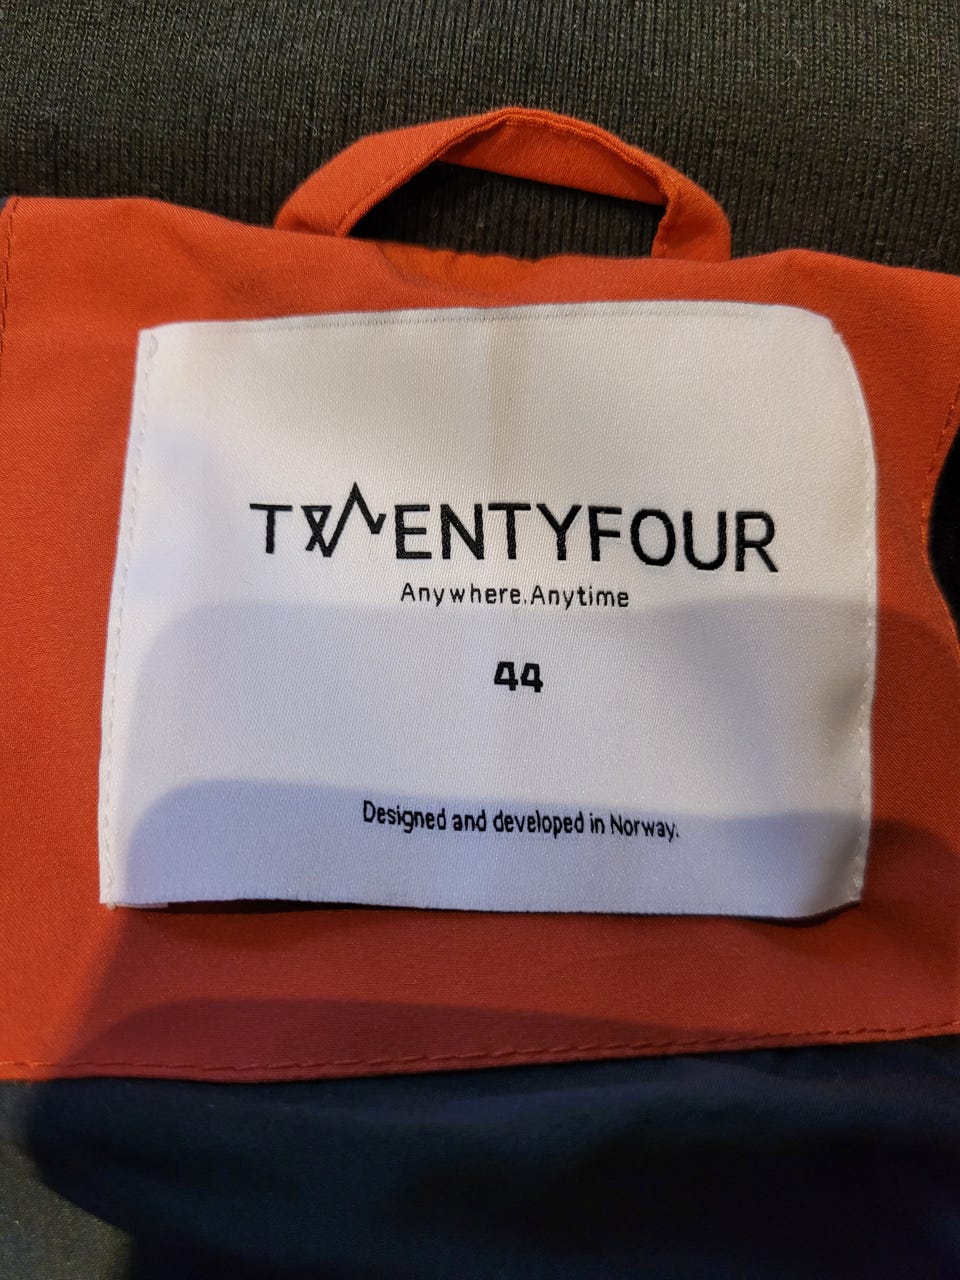 TWENTYFOUR
Anywhere.Anytime
44
Designed and developed in Norway.